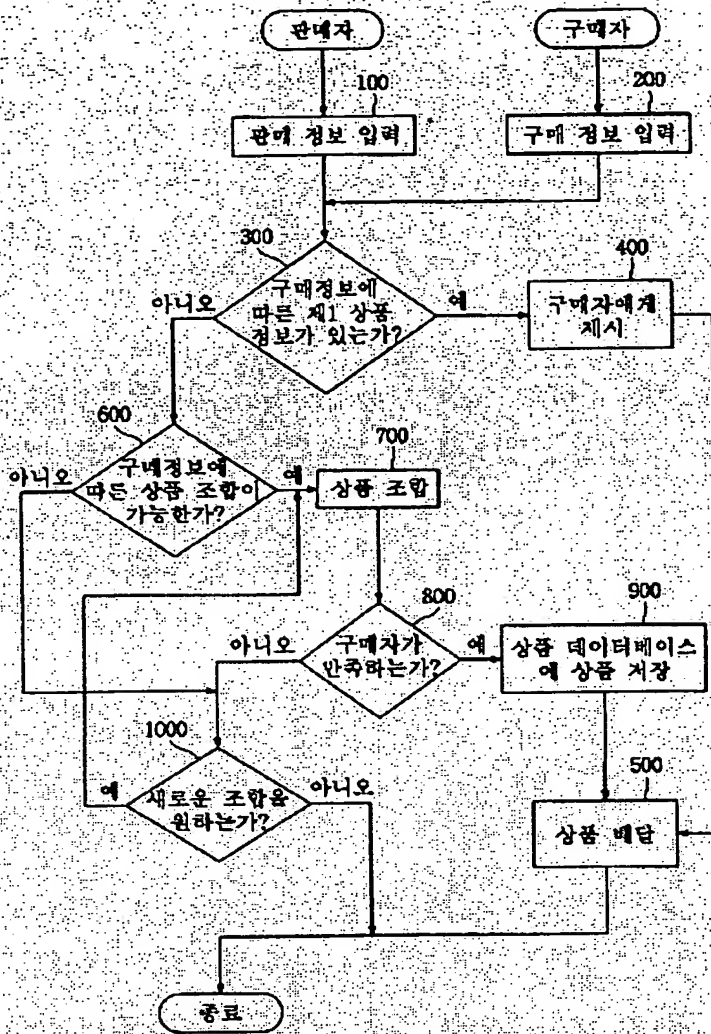 판매자
구매자
100
200
판매 정보 입력
구매 정보 입력
300
400
아니오
구매정보에
따른 제1 상품
정보가 있는가?
예
구매자에게
제시
600
700
아니오
구매정보에
따른 상품 조합이
가능한가?
예
상품 조합
800
900
아니오
구매자가
만족하는가?
예
상품 데이터베이스
에 상품 저장
1000
500
예
새로운 조합을
원하는가?
아니오
상품 배달
종료